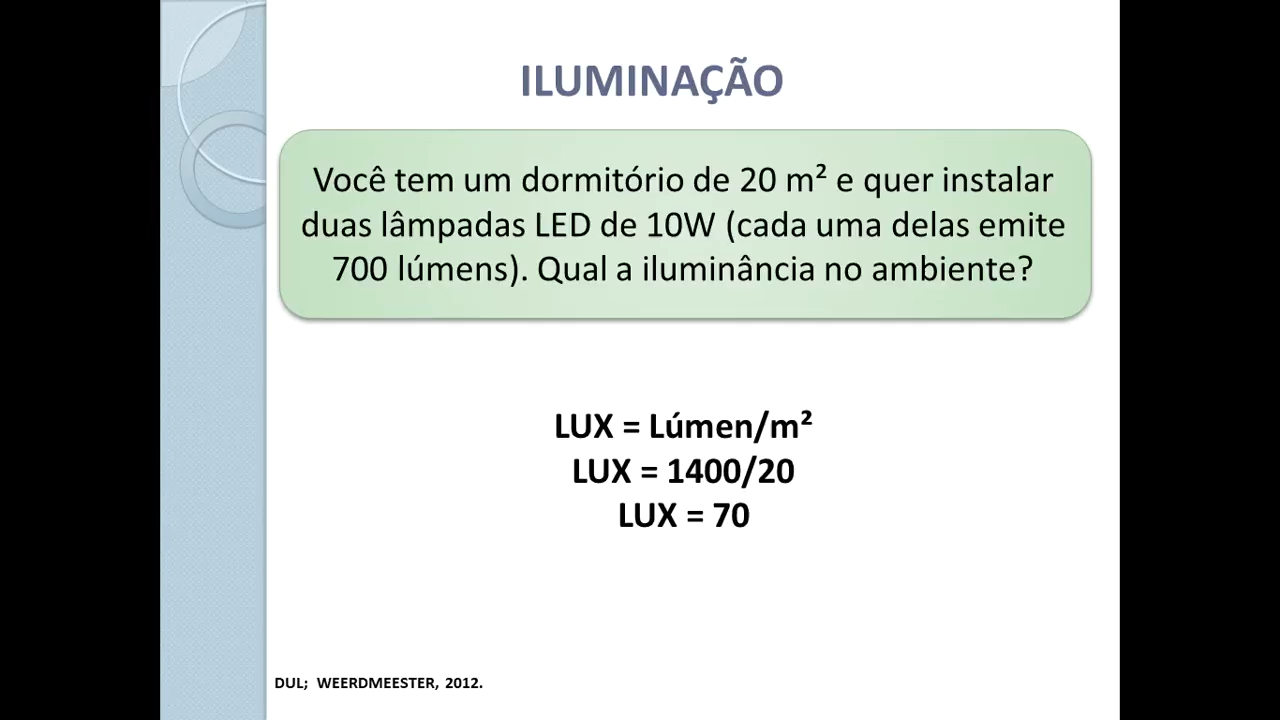 ILUMINAÇÃO
Você tem um dormitório de 20 m² e quer instalar
duas lâmpadas LED de 10W (cada uma delas emite
700 lúmens). Qual a iluminância no ambiente?
LUX = Lúmen/m²
LUX = 1400/20
LUX = 70
DUL; WEERDMEESTER, 2012.